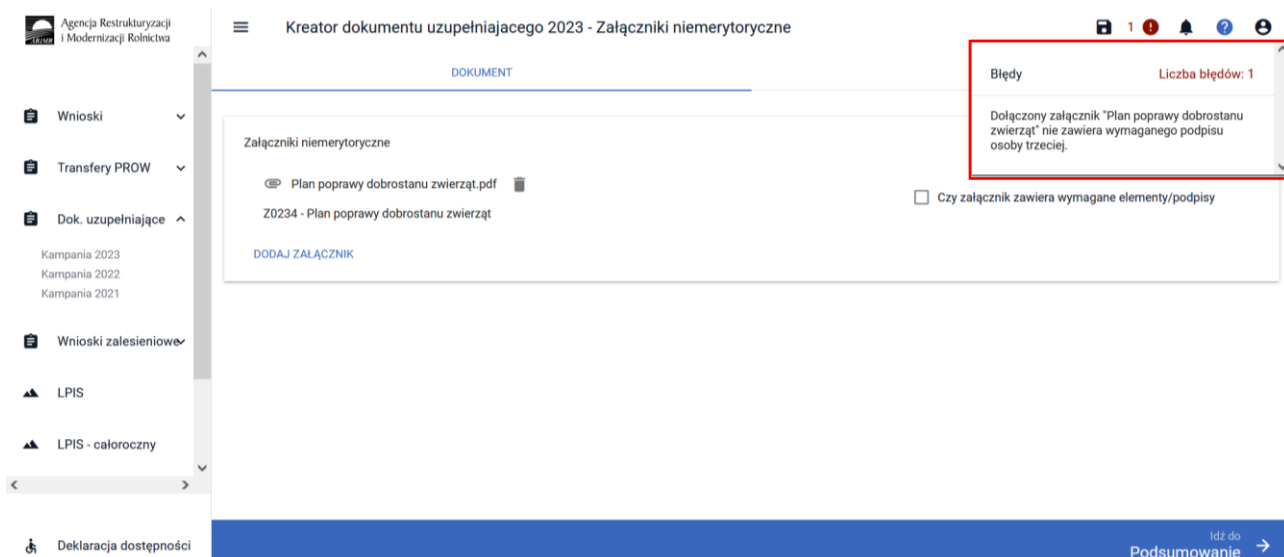 Agencja Restrukturyzacji
i Modernizacji Rolnictwa
ARiMR
Kreator dokumentu uzupełniajacego 2023 - Załączniki niemerytoryczne
1
DOKUMENT
Błędy
Liczba błędów: 1
Dołączony załącznik "Plan poprawy dobrostanu
zwierząt" nie zawiera wymaganego podpisu
osoby trzeciej.
Wnioski
Transfery PROW
Dok. uzupełniające
Kampania 2023
Kampania 2022
Kampania 2021
Wnioski zalesieniowe
LPIS
LPIS - całoroczny
Deklaracja dostępności
Załączniki niemerytoryczne
Plan poprawy dobrostanu zwierząt.pdf
Z0234 - Plan poprawy dobrostanu zwierząt
Czy załącznik zawiera wymagane elementy/podpisy
DODAJ ZAŁĄCZNIK
Idź do
Podsumowanie